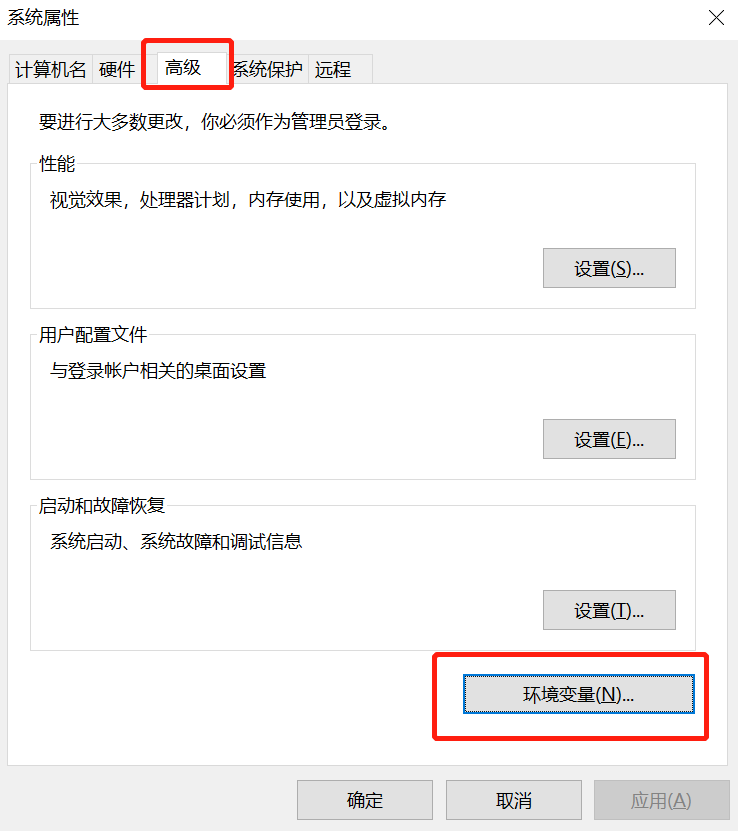 系统属性
计算机名 硬件 高级 系统保护 远程
要进行大多数更改，你必须作为管理员登录。
性能
视觉效果，处理器计划，内存使用，以及虚拟内存
设置(S)...
用户配置文件
与登录帐户相关的桌面设置
设置(E)...
启动和故障恢复
系统启动、系统故障和调试信息
设置(T)...
环境变量(N)...
确定 取消 应用(A)